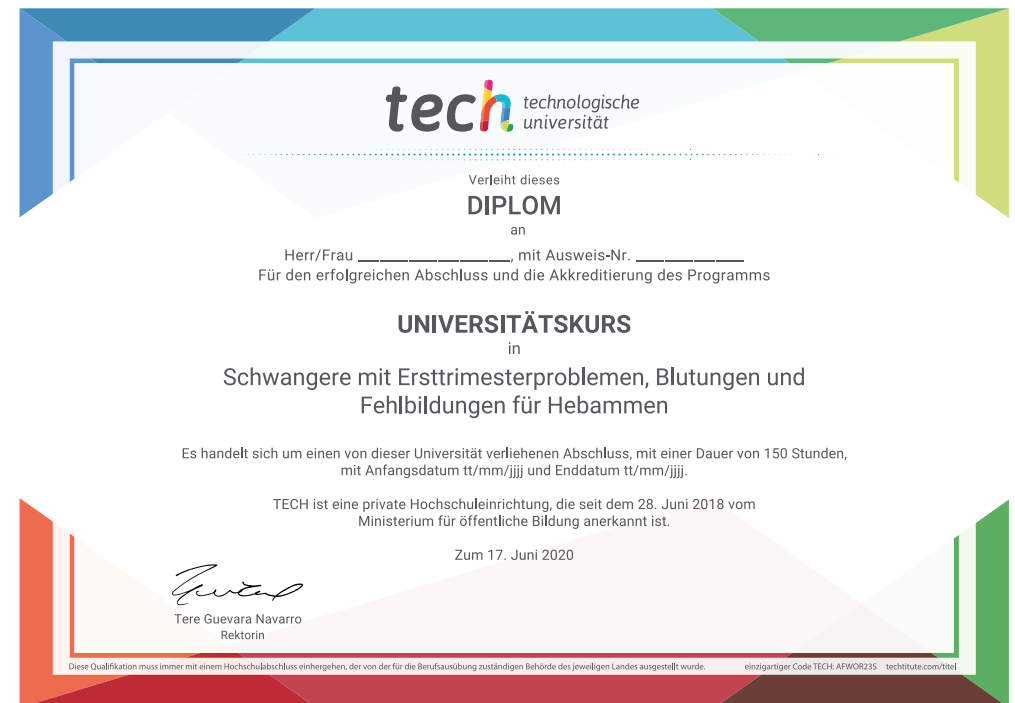 tech technologische
universität
Verleiht dieses
DIPLOM
an
Herr/Frau ________________, mit Ausweis-Nr. ____________
Für den erfolgreichen Abschluss und die Akkreditierung des Programms
UNIVERSITÄTSKURS
in
Schwangere mit Ersttrimesterproblemen, Blutungen und
Fehlbildungen für Hebammen
Es handelt sich um einen von dieser Universität verliehenen Abschluss, mit einer Dauer von 150 Stunden,
mit Anfangsdatum tt/mm/jjjj und Enddatum tt/mm/jjjj.
TECH ist eine private Hochschuleinrichtung, die seit dem 28. Juni 2018 vom
Ministerium für öffentliche Bildung anerkannt ist.
Zum 17. Juni 2020
Tere Guevara Navarro
Rektorin
Diese Qualifikation muss immer mit einem Hochschulabschluss einhergehen, der von der für die Berufsausübung zuständigen Behörde des jeweiligen Landes ausgestellt wurde. einzigartiger Code TECH: AFWOR23S techtitute.com/titel